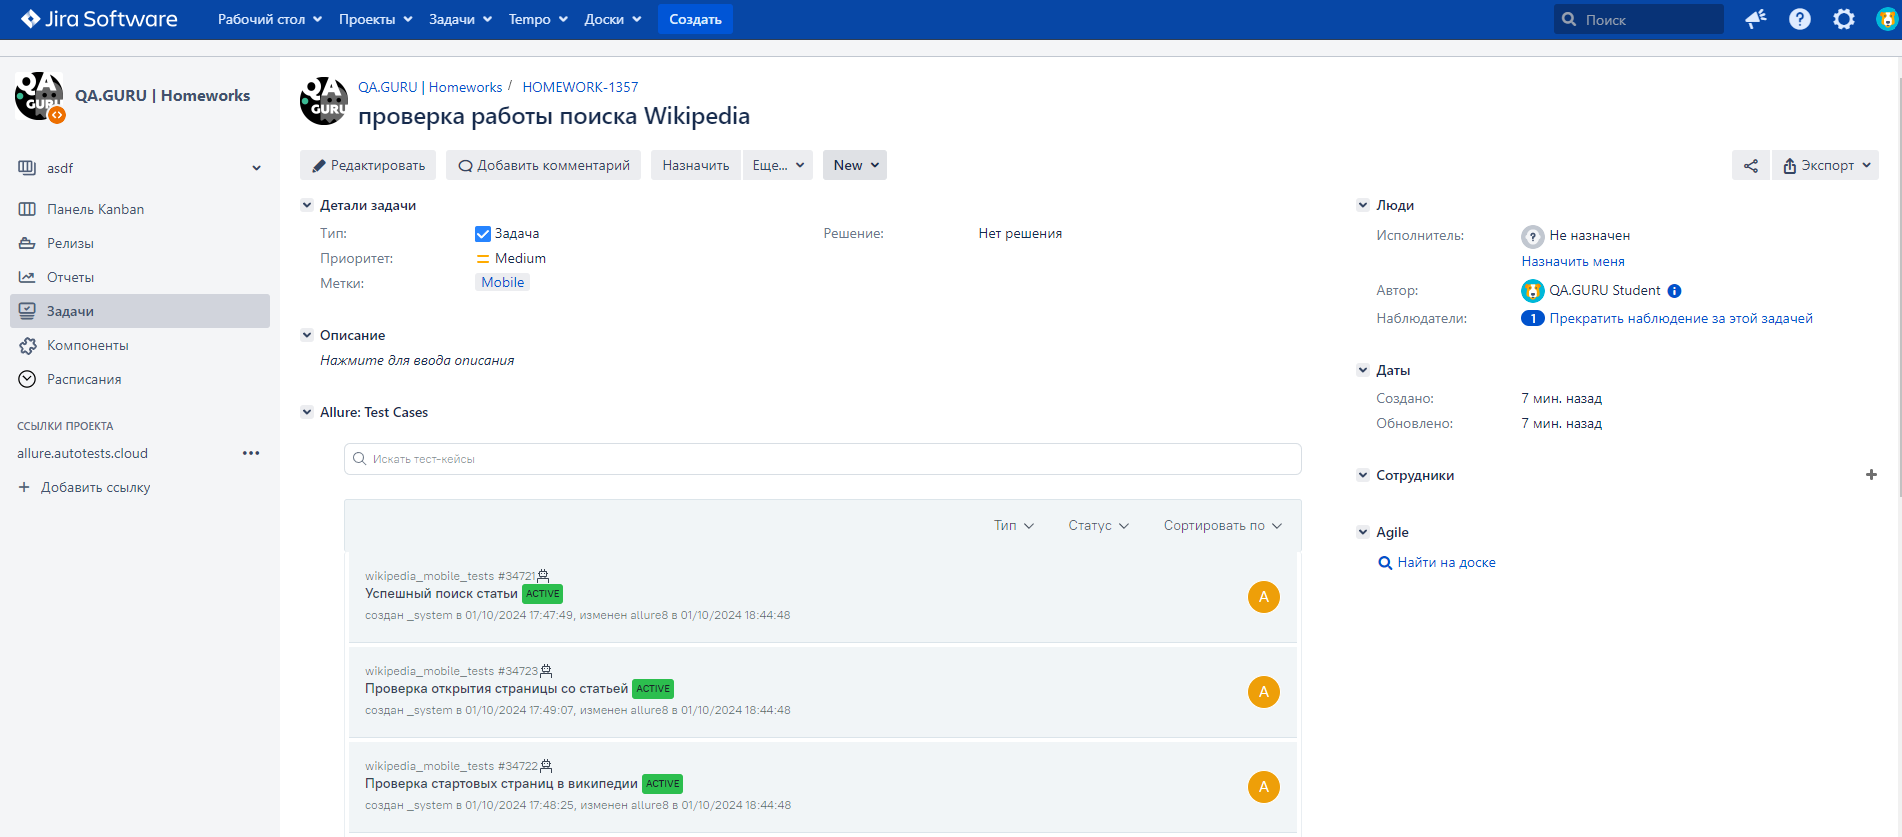 Jira Software Рабочий стол Проекты Задачи Tempo Доски Создать Поиск
QA GURU
QA.GURU | Homeworks
asdf
Панель Kanban
Релизы
Отчеты
Задачи
Компоненты
Расписания
ССЫЛКИ ПРОЕКТА
allure.autotests.cloud
Добавить ссылку
QA GURU
QA.GURU | Homeworks / HOMEWORK-1357
проверка работы поиска Wikipedia
Редактировать Добавить комментарий Назначить Еще... New Экспорт
Детали задачи
Тип: Задача Решение: Нет решения
Приоритет: Medium
Метки: Mobile
Описание
Нажмите для ввода описания
Allure: Test Cases
Искать тест-кейсы
Тип Статус Сортировать по
wikipedia_mobile_tests #34721
Успешный поиск статьи ACTIVE
создан _system в 01/10/2024 17:47:49, изменен allure8 в 01/10/2024 18:44:48
A
wikipedia_mobile_tests #34723
Проверка открытия страницы со статьей ACTIVE
создан _system в 01/10/2024 17:49:07, изменен allure8 в 01/10/2024 18:44:48
A
wikipedia_mobile_tests #34722
Проверка стартовых страниц в википедии ACTIVE
создан _system в 01/10/2024 17:48:25, изменен allure8 в 01/10/2024 18:44:48
A
Люди
Исполнитель: Не назначен
Назначить меня
Автор: QA.GURU Student
Наблюдатели: 1 Прекратить наблюдение за этой задачей
Даты
Создано: 7 мин. назад
Обновлено: 7 мин. назад
Сотрудники
Agile
Найти на доске